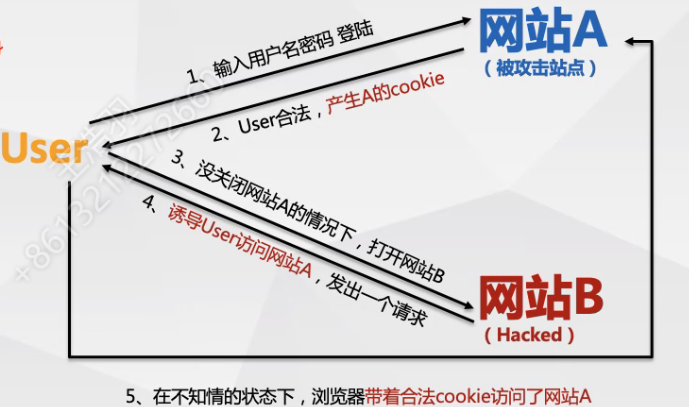 网站A
（被攻击站点）
1、输入用户名密码 登陆
2、User合法，产生A的cookie
User
3、没关闭网站A的情况下，打开网站B
4、诱导User访问网站A，发出一个请求
网站B
（Hacked）
5、在不知情的状态下，浏览器带着合法cookie访问了网站A